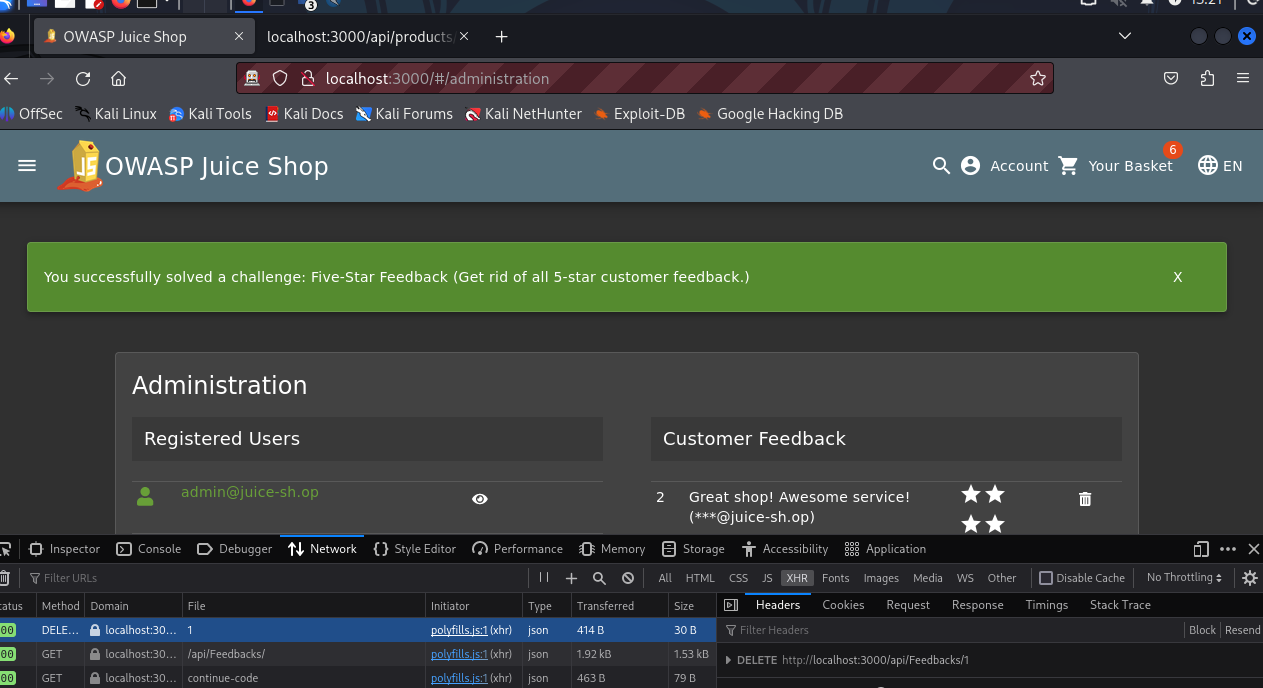 3
15:21
OWASP Juice Shop
localhost:3000/api/products/
localhost:3000/#/administration
OffSec Kali Linux Kali Tools Kali Docs Kali Forums Kali NetHunter Exploit-DB Google Hacking DB
JS OWASP Juice Shop Account Your Basket 6 EN
You successfully solved a challenge: Five-Star Feedback (Get rid of all 5-star customer feedback.) X
Administration
Registered Users
Customer Feedback
admin@juice-sh.op
2 Great shop! Awesome service!
(***@juice-sh.op)
Inspector Console Debugger Network Style Editor Performance Memory Storage Accessibility Application
Filter URLs All HTML CSS JS XHR Fonts Images Media WS Other Disable Cache No Throttling
tatus Method Domain File Initiator Type Transferred Size
00 DELE... localhost:30... 1 polyfills.js:1 (xhr) json 414 B 30 B
00 GET localhost:30... /api/Feedbacks/ polyfills.js:1 (xhr) json 1.92 kB 1.53 kB
00 GET localhost:30... continue-code polyfills.js:1 (xhr) json 463 B 79 B
Headers Cookies Request Response Timings Stack Trace
Filter Headers Block Resend
DELETE http://localhost:3000/api/Feedbacks/1